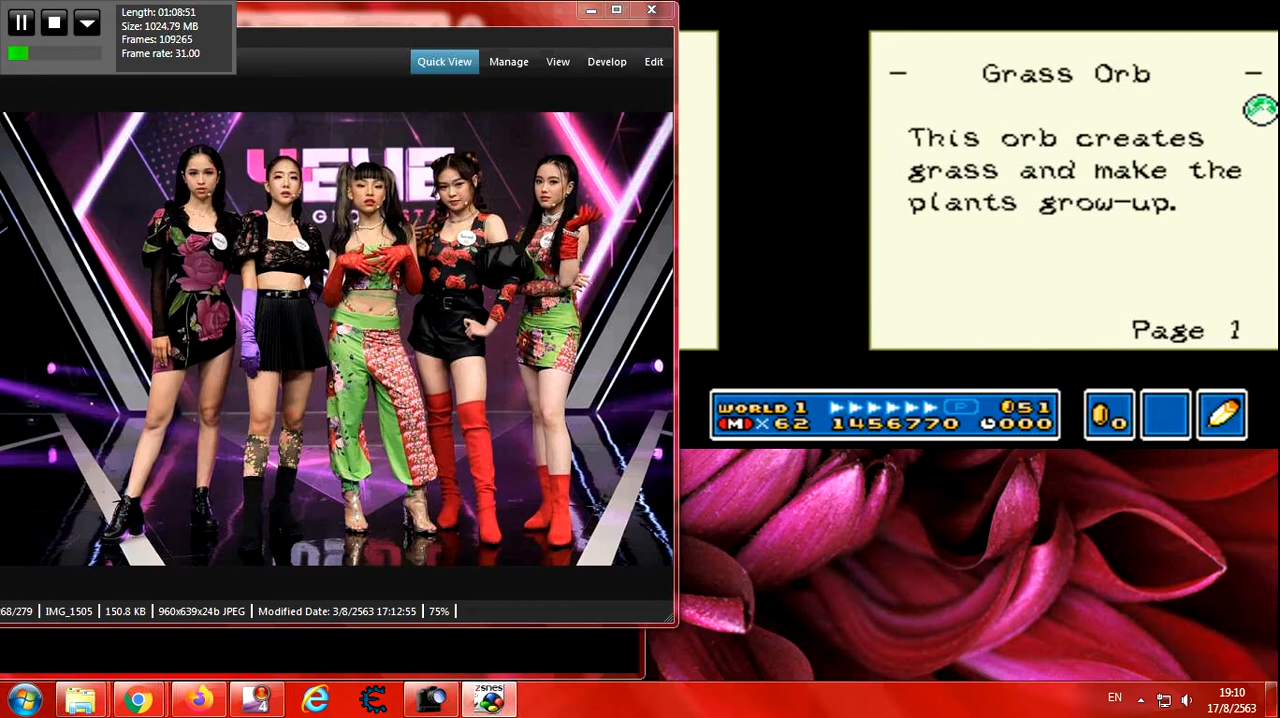 Length: 01:08:51
Size: 1024.79 MB
Frames: 109265
Frame rate: 31.00
Quick View Manage View Develop Edit
68/279 IMG_1505 150.8 KB 960x639x24b JPEG Modified Date: 3/8/2563 17:12:55 75%
- Grass Orb -
This orb creates
grass and make the
plants grow-up.
Page 1
WORLD 1 P 51
M × 62 1456770 000
0
4
zsnes
EN
19:10
17/8/2563